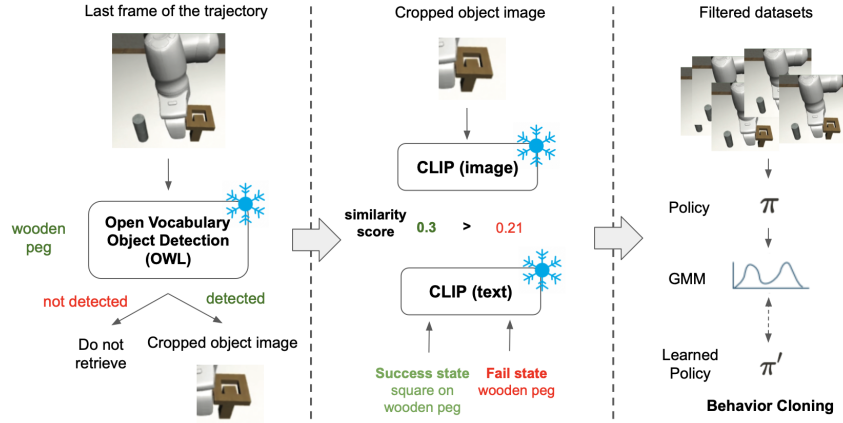 Last frame of the trajectory
wooden
peg
Open Vocabulary
Object Detection
(OWL)
not detected
detected
Do not
retrieve
Cropped object image
Cropped object image
CLIP (image)
similarity
score
0.3 > 0.21
CLIP (text)
Success state
square on
wooden peg
Fail state
wooden peg
Filtered datasets
Policy
π
GMM
Learned
Policy
π′
Behavior Cloning